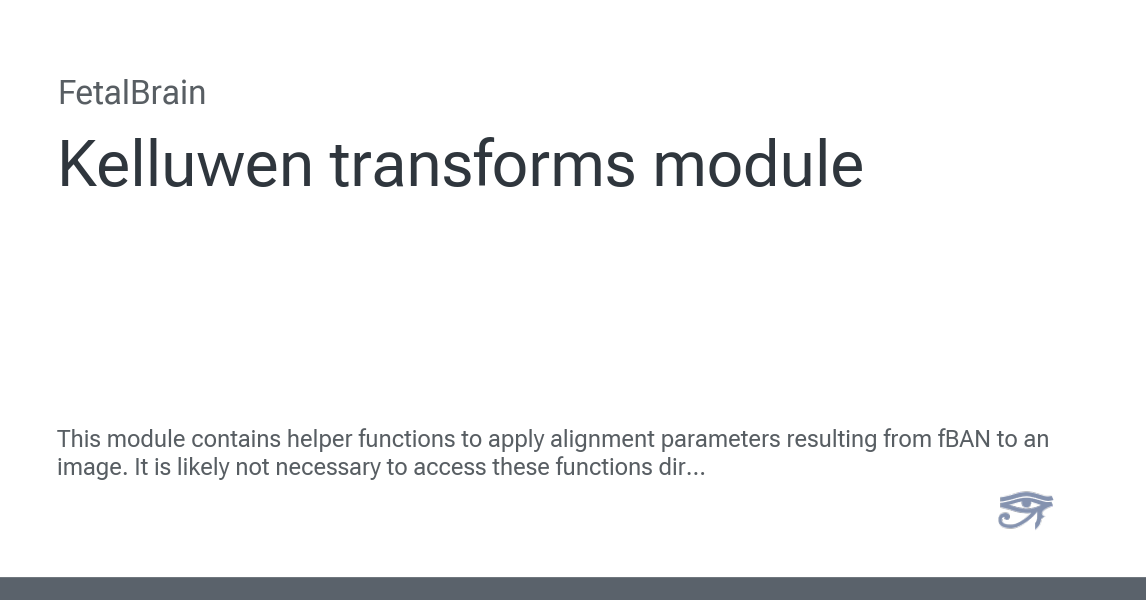 FetalBrain
Kelluwen transforms module
This module contains helper functions to apply alignment parameters resulting from fBAN to an
image. It is likely not necessary to access these functions dir...